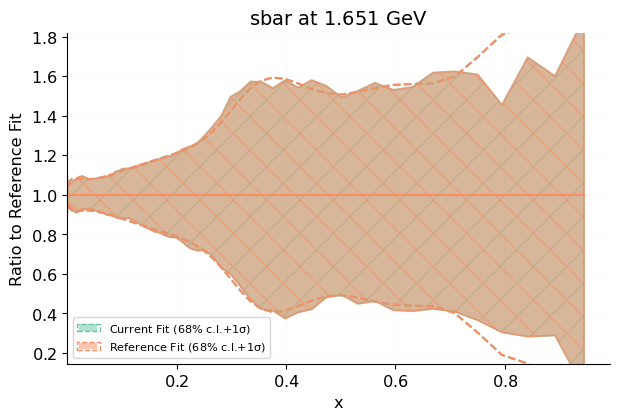 sbar at 1.651 GeV
Ratio to Reference Fit
1.8
1.6
1.4
1.2
1.0
0.8
0.6
0.4
0.2
Current Fit (68% c.l.+1σ)
Reference Fit (68% c.l.+1σ)
0.2 0.4 0.6 0.8
x